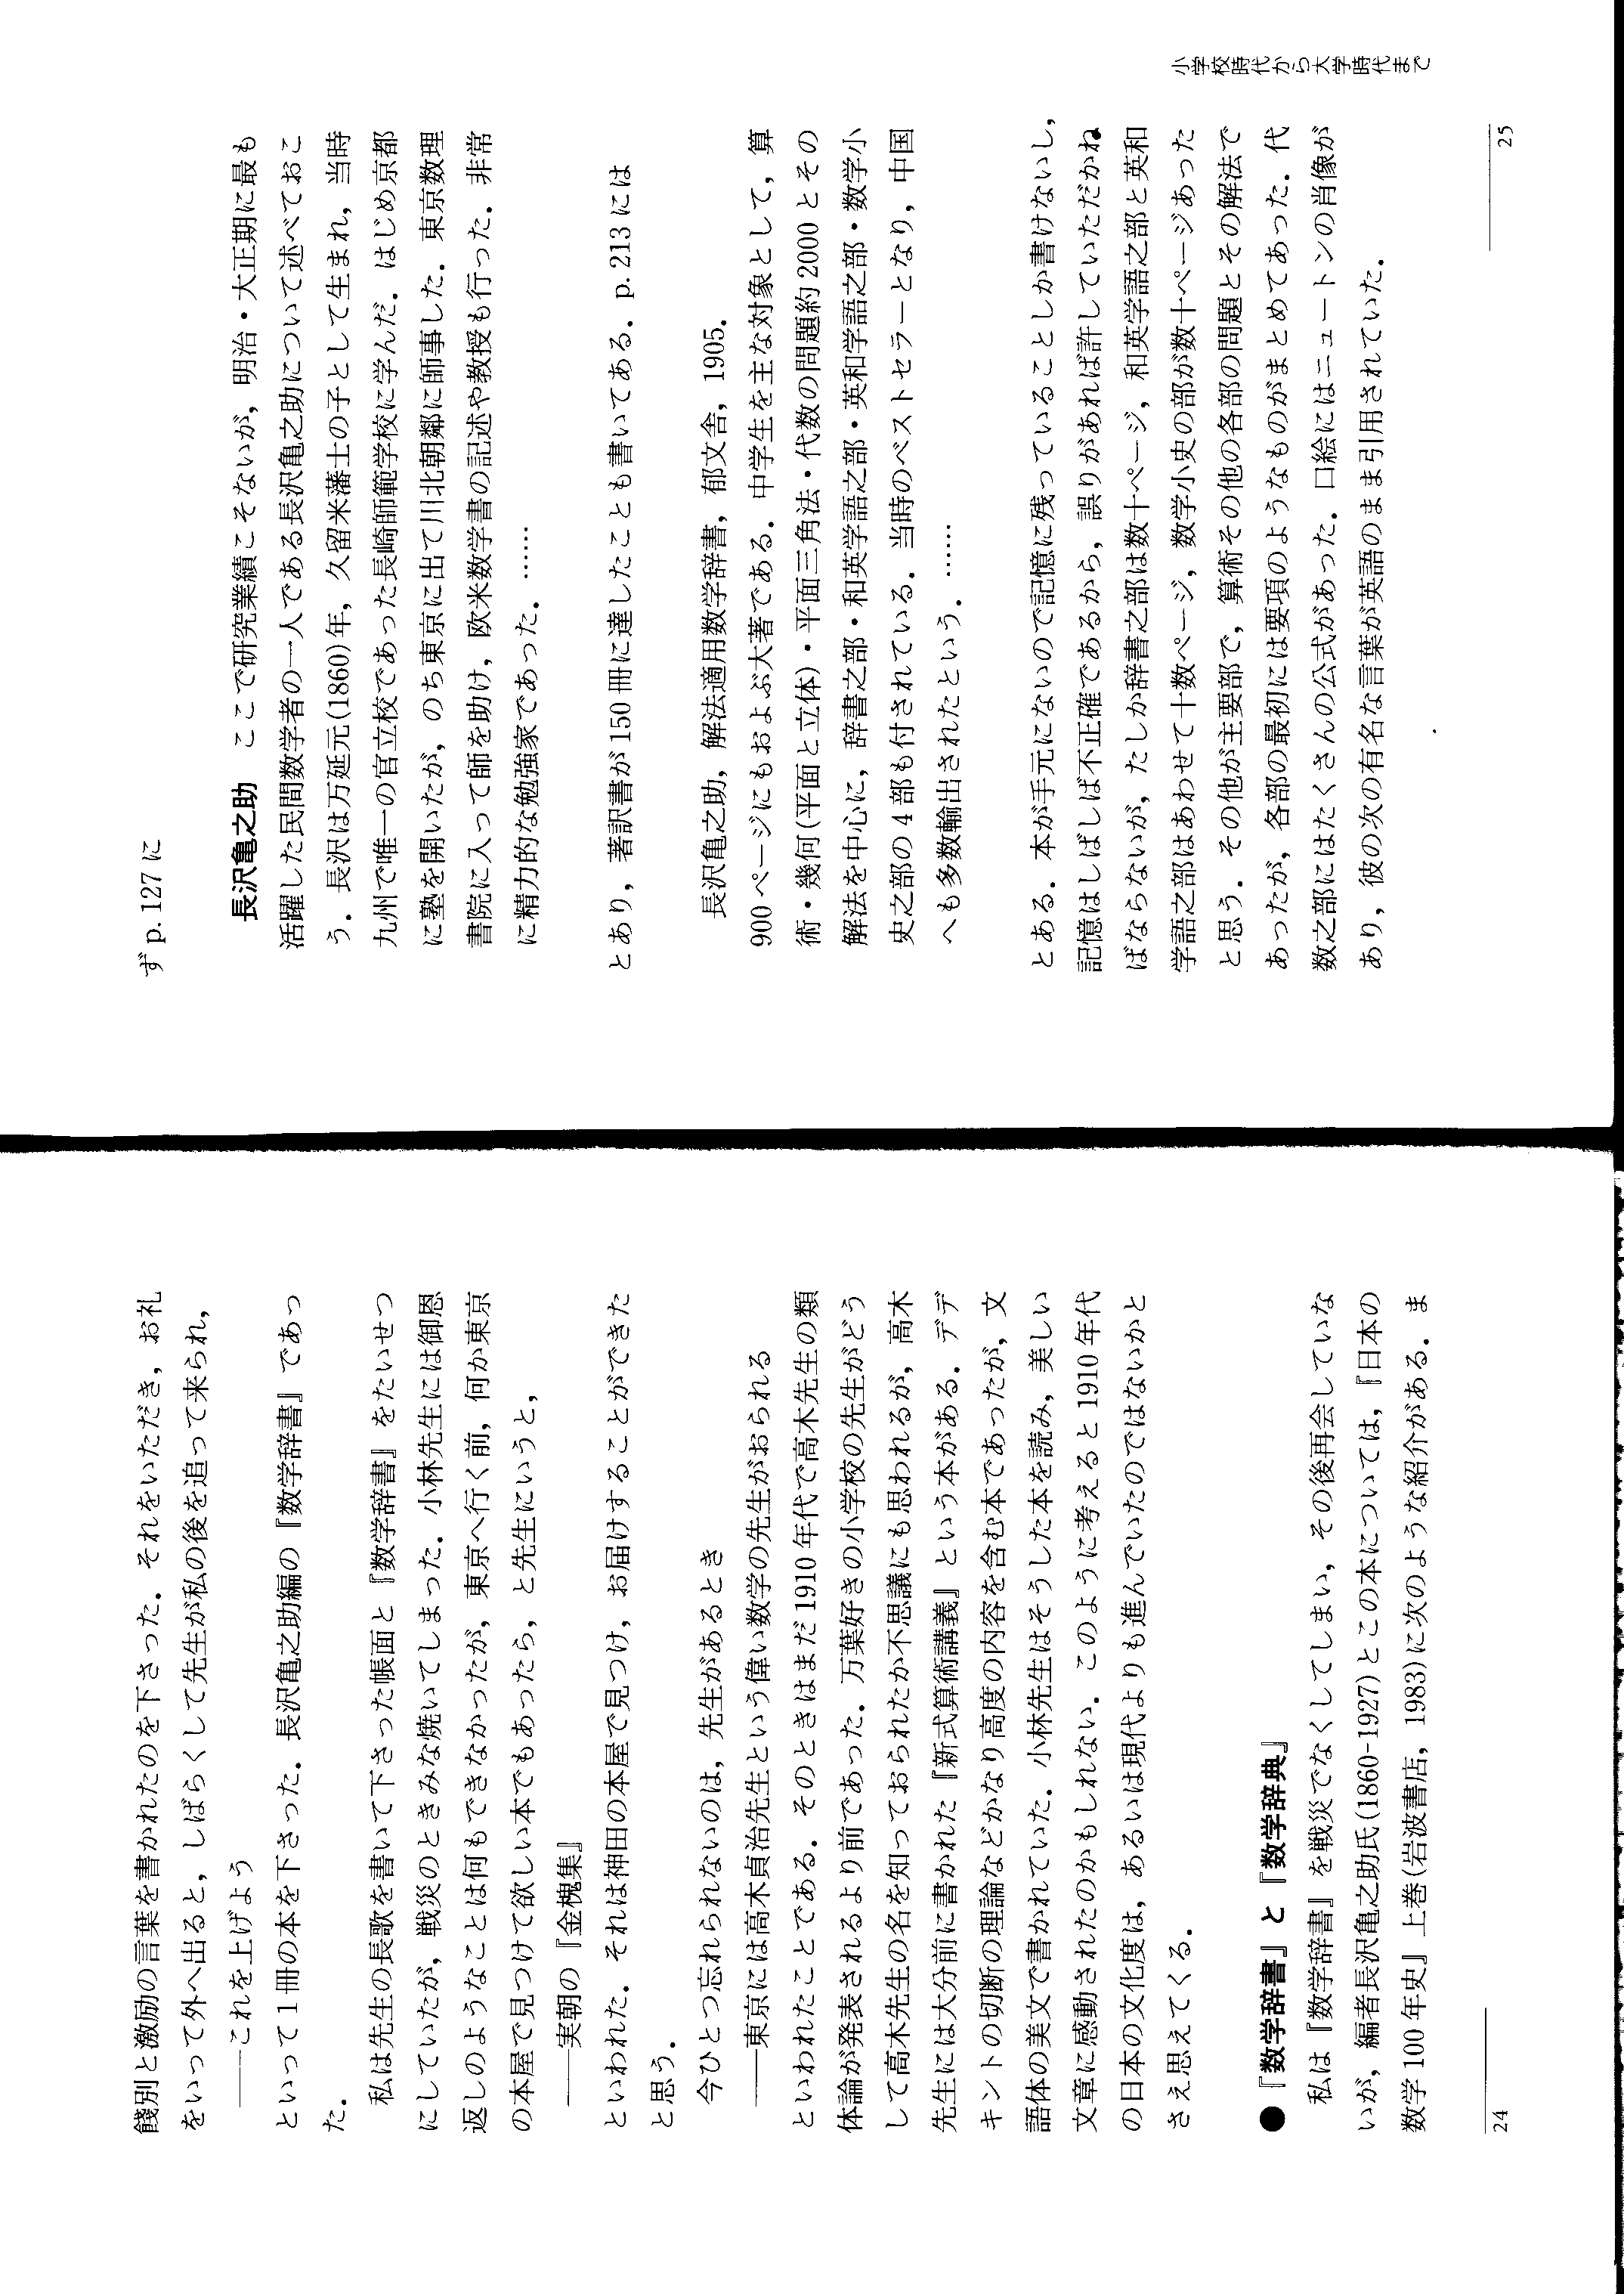 餞別と激励の言葉を書かれたのを下さった．それをいただき，お礼
をいって外へ出ると，しばらくして先生が私の後を追って来られ，
――これを上げよう
といって1冊の本を下さった．長沢亀之助編の『数学辞書』であっ
た．
私は先生の長歌を書いて下さった帳面と『数学辞書』をたいせつ
にしていたが，戦災のときみな焼いてしまった．小林先生には御恩
返しのようなことは何もできなかったが，東京へ行く前，何か東京
の本屋で見つけて欲しい本でもあったら，と先生にいうと，
――実朝の『金槐集』
といわれた．それは神田の本屋で見つけ，お届けすることができた
と思う．
今ひとつ忘れられないのは，先生があるとき
――東京には高木貞治先生という偉い数学の先生がおられる
といわれたことである．そのときはまだ1910年代で高木先生の類
体論が発表されるより前であった．万葉好きの小学校の先生がどう
して高木先生の名を知っておられたか不思議にも思われるが，高木
先生には大分前に書かれた『新式算術講義』という本がある．デデ
キントの切断の理論などかなり高度の内容を含む本であったが，文
語体の美文で書かれていた．小林先生はそうした本を読み，美しい
文章に感動されたのかもしれない．このように考えると1910年代
の日本の文化度は，あるいは現代よりも進んでいたのではないかと
さえ思えてくる．
●『数学辞書』と『数学辞典』
私は『数学辞書』を戦災でなくしてしまい，その後再会していな
いが，編者長沢亀之助氏(1860-1927)とこの本については，『日本の
数学100年史』上巻(岩波書店，1983)に次のような紹介がある．ま
24
ずp.127に
長沢亀之助　ここで研究業績こそないが，明治・大正期に最も
活躍した民間数学者の一人である長沢亀之助について述べておこ
う．長沢は万延元(1860)年，久留米藩士の子として生まれ，当時
九州で唯一の官立校であった長崎師範学校に学んだ．はじめ京都
に塾を開いたが，のち東京に出て川北朝鄰に師事した．東京数理
書院に入って師を助け，欧米数学書の記述や教授も行った．非常
に精力的な勉強家であった．……
とあり，著訳書が150冊に達したことも書いてある．p.213には
長沢亀之助，解法適用数学辞書，郁文舎，1905．
900ページにもおよぶ大著である．中学生を主な対象として，算
術・幾何(平面と立体)・平面三角法・代数の問題約2000とその
解法を中心に，辞書之部・和英学語之部・英和学語之部・数学小
史之部の4部も付されている．当時のベストセラーとなり，中国
へも多数輸出されたという．……
とある．本が手元にないので記憶に残っていることしか書けないし，
記憶はしばしば不正確であるから，誤りがあれば許していただかね
ばならないが，たしか辞書之部は数十ページ，和英学語之部と英和
学語之部はあわせて十数ページ，数学小史の部が数十ページあった
と思う．その他が主要部で，算術その他の各部の問題とその解法で
あったが，各部の最初には要項のようなものがまとめてあった．代
数之部にはたくさんの公式があった．口絵にはニュートンの肖像が
あり，彼の次の有名な言葉が英語のまま引用されていた．
小学校時代から大学時代まで
25